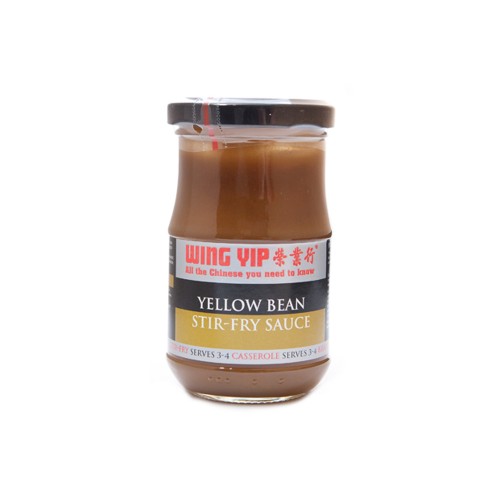 WING YIP 榮業行®
All the Chinese you need to know
YELLOW BEAN
STIR-FRY SAUCE
SERVES 3-4 CASSEROLE SERVES 3-4